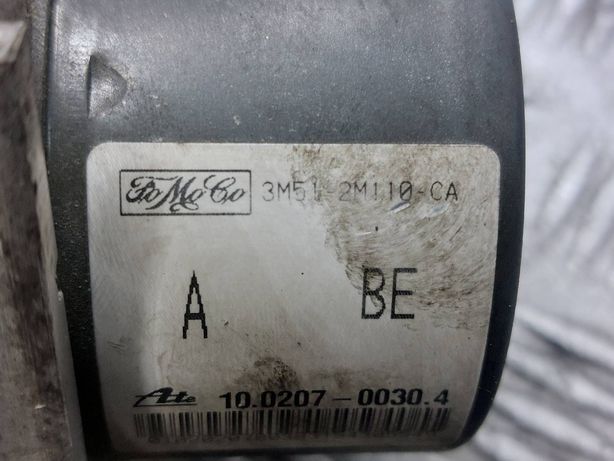 FoMoCo 3M51-2M110-CA
A BE
Ate 10.0207-0030.4